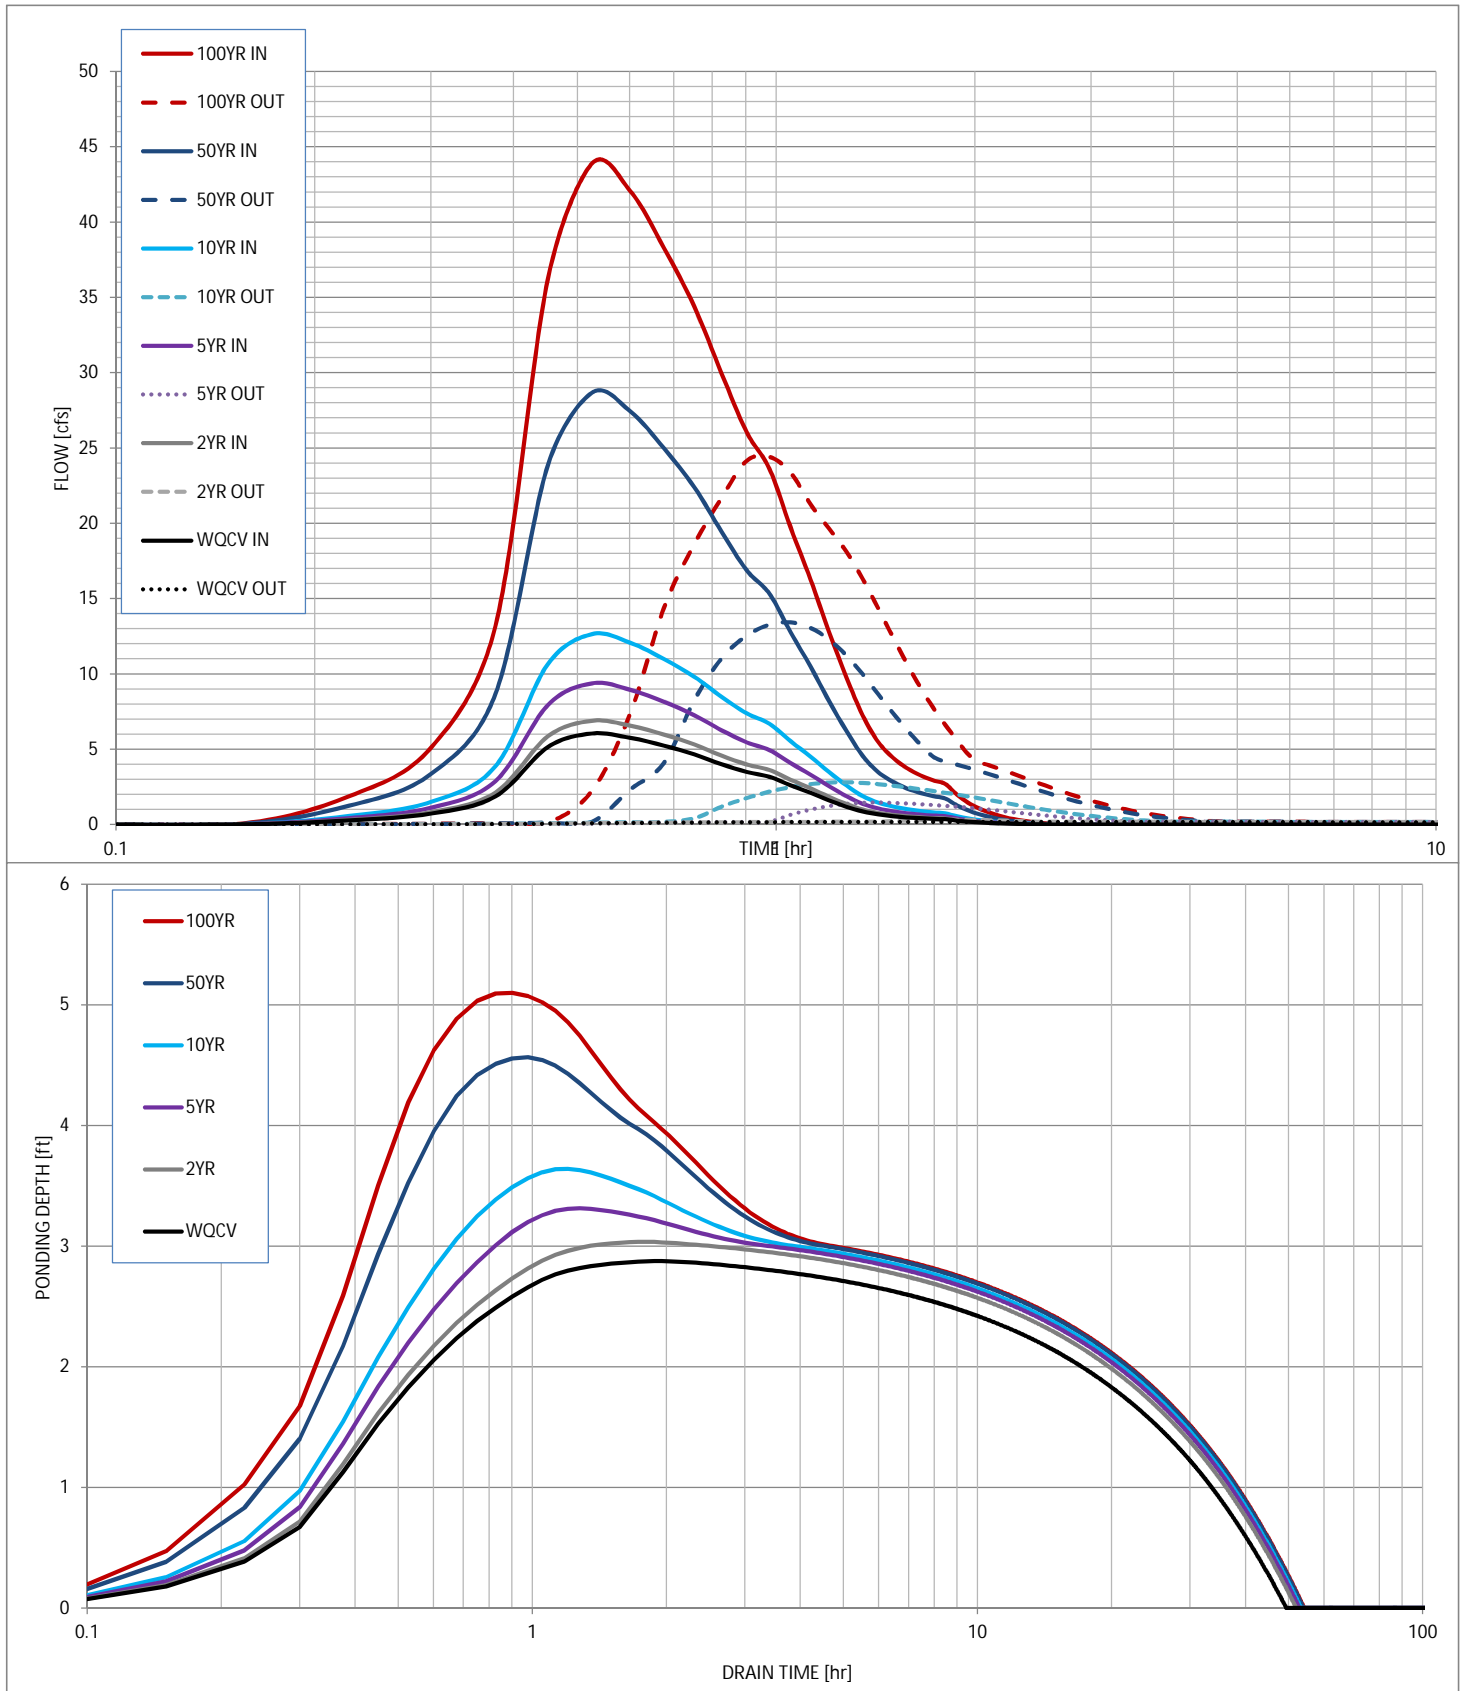 100YR IN
100YR OUT
50YR IN
50YR OUT
10YR IN
10YR OUT
5YR IN
5YR OUT
2YR IN
2YR OUT
WQCV IN
WQCV OUT
50
45
40
35
30
25
20
15
10
5
0
FLOW [cfs]
0.1
1
10
TIME [hr]
100YR
50YR
10YR
5YR
2YR
WQCV
6
5
4
3
2
1
0
PONDING DEPTH [ft]
0.1
1
10
100
DRAIN TIME [hr]